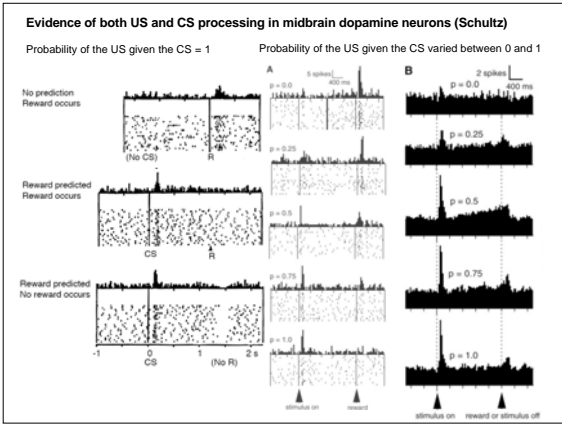 Evidence of both US and CS processing in midbrain dopamine neurons (Schultz)
Probability of the US given the CS = 1
Probability of the US given the CS varied between 0 and 1
No prediction
Reward occurs
(No CS)
R
Reward predicted
Reward occurs
CS
R
Reward predicted
No reward occurs
-1
0
1
2 s
CS
(No R)
A
5 spikes
400 ms
p = 0.0
p = 0.25
p = 0.5
p = 0.75
p = 1.0
stimulus on
reward
B
2 spikes
400 ms
p = 0.0
p = 0.25
p = 0.5
p = 0.75
p = 1.0
stimulus on
reward or stimulus off